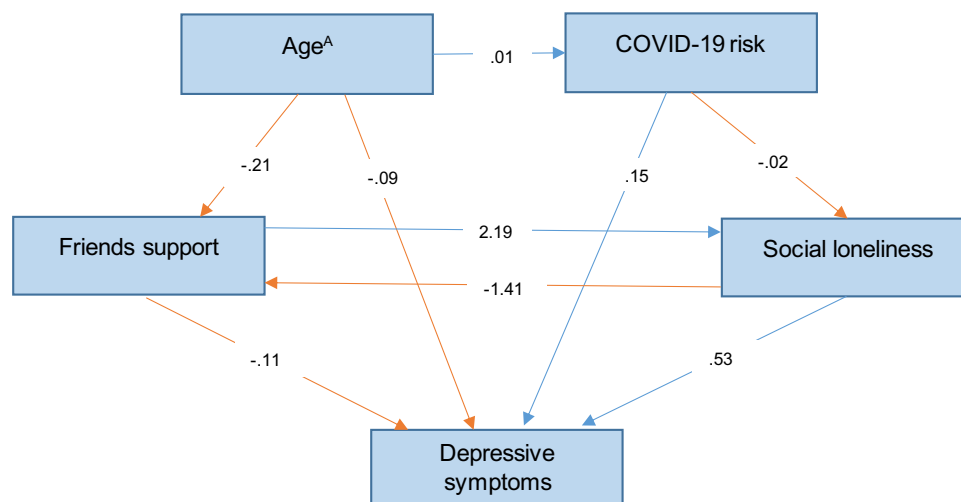 Ageᴬ
COVID-19 risk
.01
-.21
-.09
.15
-.02
Friends support
2.19
Social loneliness
-1.41
-.11
.53
Depressive
symptoms